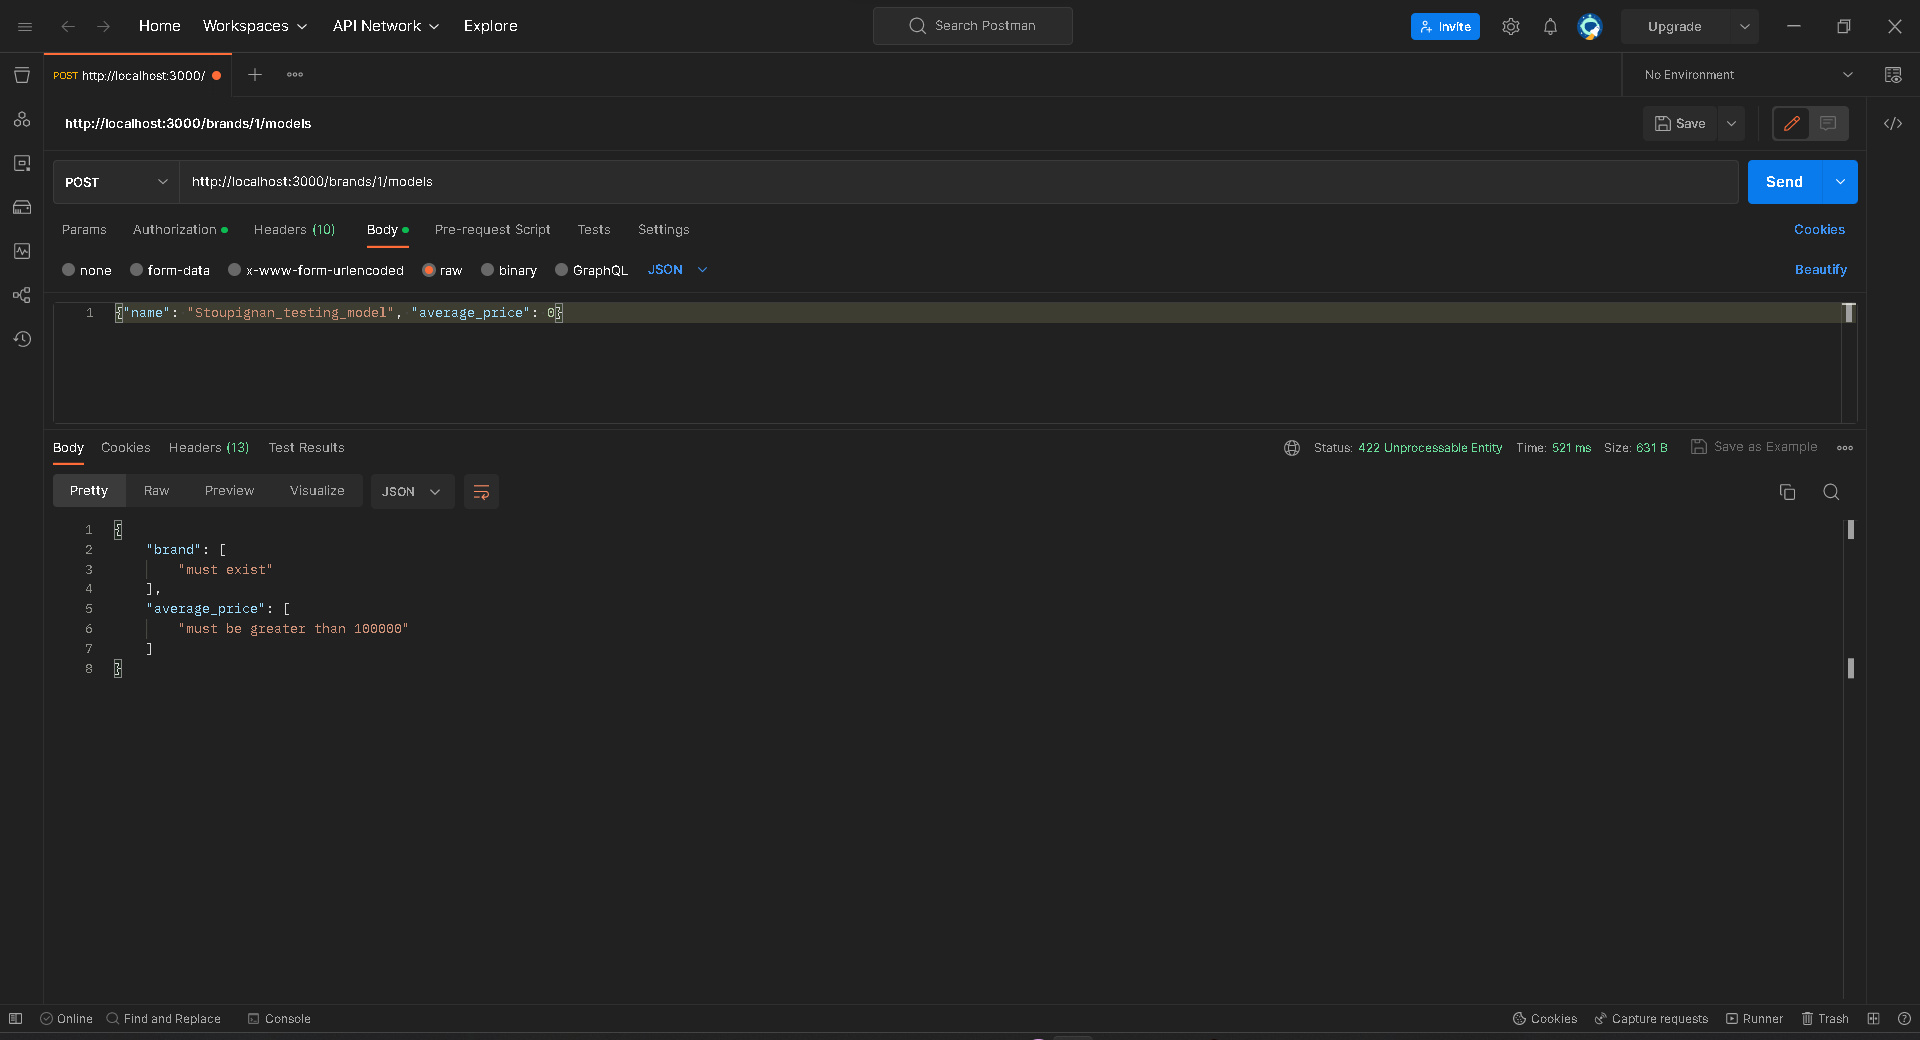 Home Workspaces API Network Explore Search Postman Invite Upgrade
POST http://localhost:3000/ No Environment
http://localhost:3000/brands/1/models Save
POST http://localhost:3000/brands/1/models Send
Params Authorization Headers (10) Body Pre-request Script Tests Settings Cookies
none form-data x-www-form-urlencoded raw binary GraphQL JSON Beautify
1 {"name": "Stoupignan_testing_model", "average_price": 0}
Body Cookies Headers (13) Test Results Status: 422 Unprocessable Entity Time: 521 ms Size: 631 B Save as Example
Pretty Raw Preview Visualize JSON
1 {
2 "brand": [
3 "must exist"
4 ],
5 "average_price": [
6 "must be greater than 100000"
7 ]
8 }
Online Find and Replace Console Cookies Capture requests Runner Trash